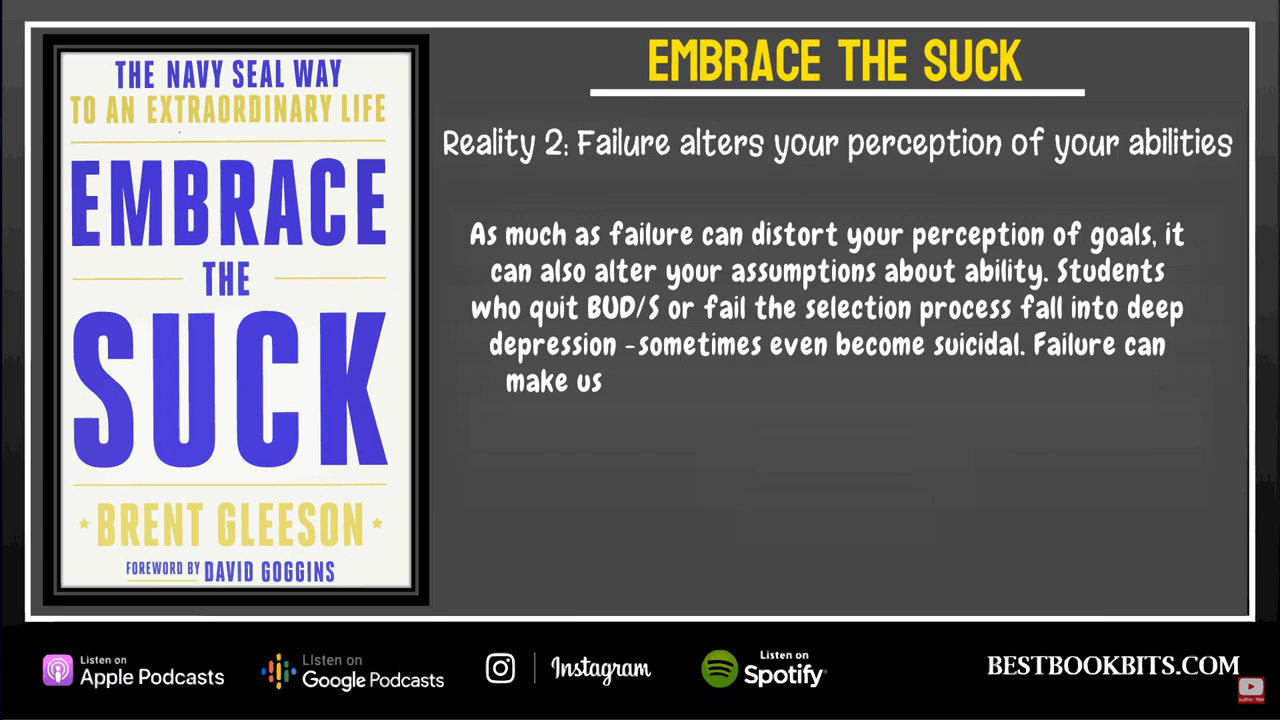 THE NAVY SEAL WAY
TO AN EXTRAORDINARY LIFE
EMBRACE
THE
SUCK
BRENT GLEESON
FOREWORD BY DAVID GOGGINS
EMBRACE THE SUCK
Reality 2: Failure alters your perception of your abilities
As much as failure can distort your perception of goals, it
can also alter your assumptions about ability. Students
who quit BUD/S or fail the selection process fall into deep
depression -sometimes even become suicidal. Failure can
make us
Listen on
Apple Podcasts
Listen on
Google Podcasts
Instagram
Listen on
Spotify
BESTBOOKBITS.COM